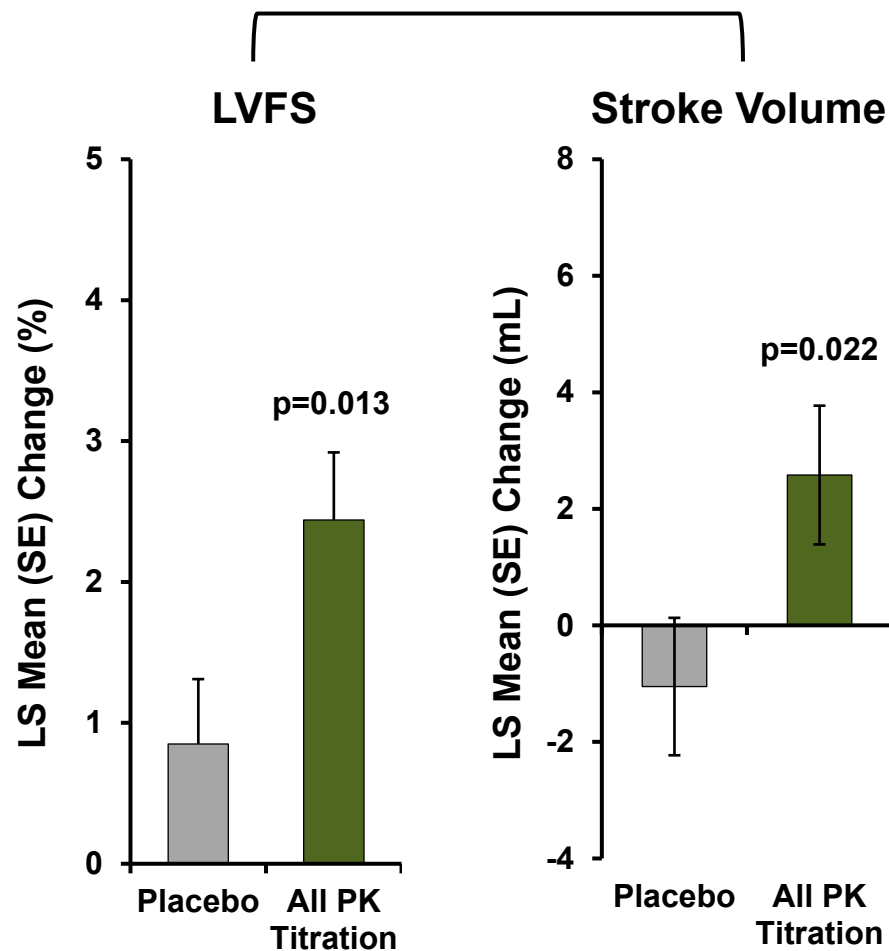 LVFS
LS Mean (SE) Change (%)
5
4
3
2
1
0
p=0.013
Placebo
All PK
Titration
Stroke Volume
LS Mean (SE) Change (mL)
8
6
4
2
0
-2
-4
p=0.022
Placebo
All PK
Titration